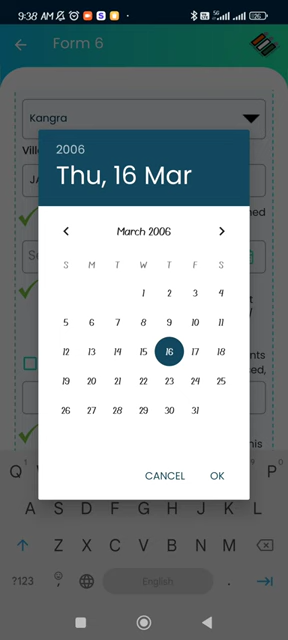 9:38 AM
Form 6
Kangra
2006
Thu, 16 Mar
March 2006
S M T W T F S
1 2 3 4
5 6 7 8 9 10 11
12 13 14 15 16 17 18
19 20 21 22 23 24 25
26 27 28 29 30 31
CANCEL OK
A S D F G H J K L
Z X C V B N M
?123 , English .